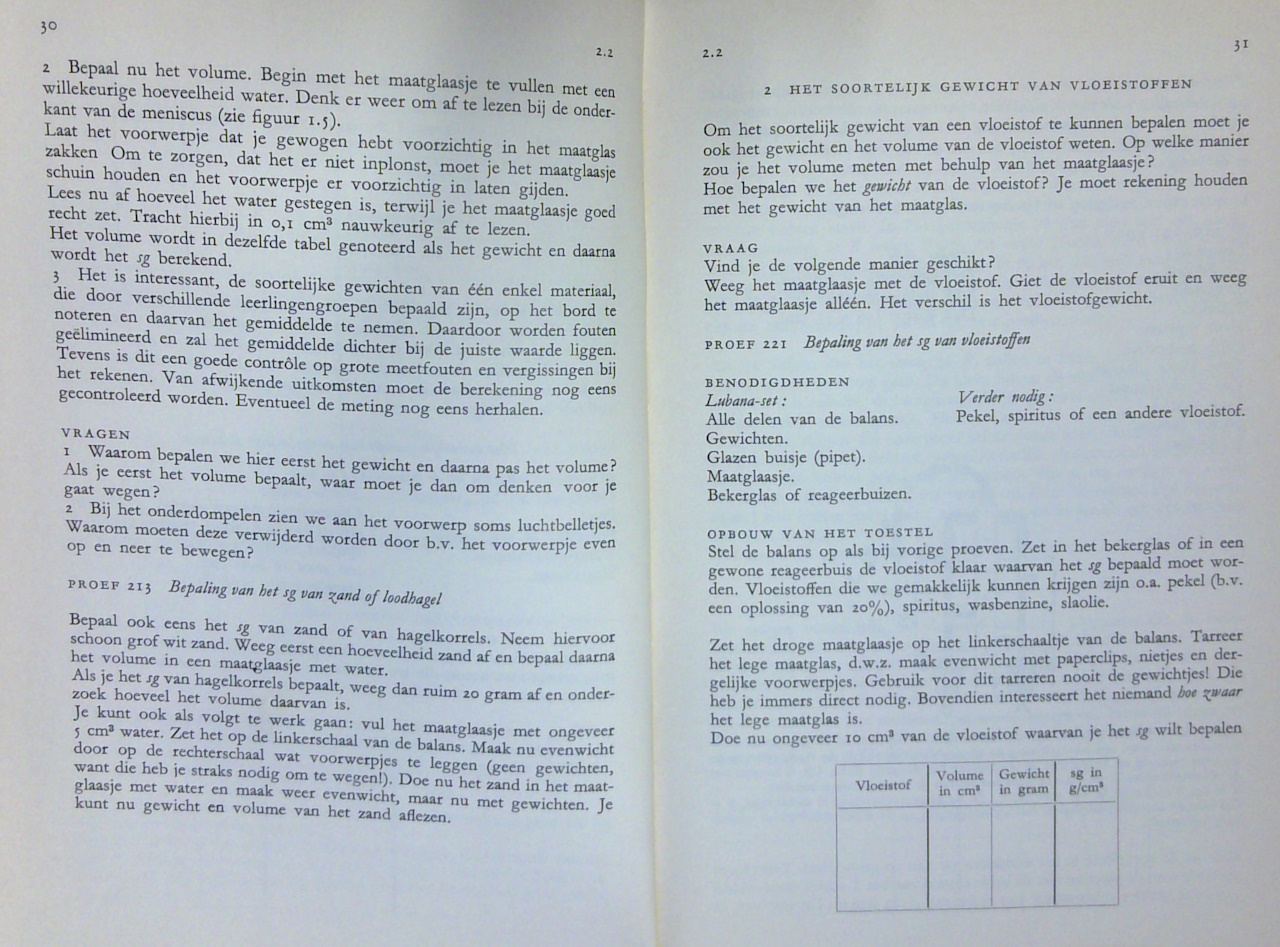 30
2.2
2 Bepaal nu het volume. Begin met het maatglaasje te vullen met een
willekeurige hoeveelheid water. Denk er weer om af te lezen bij de onder-
kant van de meniscus (zie figuur 1.5).
Laat het voorwerpje dat je gewogen hebt voorzichtig in het maatglas
zakken Om te zorgen, dat het er niet inplonst, moet je het maatglaasje
schuin houden en het voorwerpje er voorzichtig in laten gijden.
Lees nu af hoeveel het water gestegen is, terwijl je het maatglaasje goed
recht zet. Tracht hierbij in 0,1 cm³ nauwkeurig af te lezen.
Het volume wordt in dezelfde tabel genoteerd als het gewicht en daarna
wordt het sg berekend.
3 Het is interessant, de soortelijke gewichten van één enkel materiaal,
die door verschillende leerlingengroepen bepaald zijn, op het bord te
noteren en daarvan het gemiddelde te nemen. Daardoor worden fouten
geëlimineerd en zal het gemiddelde dichter bij de juiste waarde liggen.
Tevens is dit een goede contrôle op grote meetfouten en vergissingen bij
het rekenen. Van afwijkende uitkomsten moet de berekening nog eens
gecontroleerd worden. Eventueel de meting nog eens herhalen.
VRAGEN
1 Waarom bepalen we hier eerst het gewicht en daarna pas het volume?
Als je eerst het volume bepaalt, waar moet je dan om denken voor je
gaat wegen?
2 Bij het onderdompelen zien we aan het voorwerp soms luchtbelletjes.
Waarom moeten deze verwijderd worden door b.v. het voorwerpje even
op en neer te bewegen?
PROEF 213 Bepaling van het sg van zand of loodhagel
Bepaal ook eens het sg van zand of van hagelkorrels. Neem hiervoor
schoon grof wit zand. Weeg eerst een hoeveelheid zand af en bepaal daarna
het volume in een maatglaasje met water.
Als je het sg van hagelkorrels bepaalt, weeg dan ruim 20 gram af en onder-
zoek hoeveel het volume daarvan is.
Je kunt ook als volgt te werk gaan: vul het maatglaasje met ongeveer
5 cm³ water. Zet het op de linkerschaal van de balans. Maak nu evenwicht
door op de rechterschaal wat voorwerpjes te leggen (geen gewichten,
want die heb je straks nodig om te wegen!). Doe nu het zand in het maat-
glaasje met water en maak weer evenwicht, maar nu met gewichten. Je
kunt nu gewicht en volume van het zand aflezen.
2.2
31
2 HET SOORTELIJK GEWICHT VAN VLOEISTOFFEN
Om het soortelijk gewicht van een vloeistof te kunnen bepalen moet je
ook het gewicht en het volume van de vloeistof weten. Op welke manier
zou je het volume meten met behulp van het maatglaasje?
Hoe bepalen we het gewicht van de vloeistof? Je moet rekening houden
met het gewicht van het maatglas.
VRAAG
Vind je de volgende manier geschikt?
Weeg het maatglaasje met de vloeistof. Giet de vloeistof eruit en weeg
het maatglaasje alléén. Het verschil is het vloeistofgewicht.
PROEF 221 Bepaling van het sg van vloeistoffen
BENODIGDHEDEN
Lubana-set: Verder nodig:
Alle delen van de balans. Pekel, spiritus of een andere vloeistof.
Gewichten.
Glazen buisje (pipet).
Maatglaasje.
Bekerglas of reageerbuizen.
OPBOUW VAN HET TOESTEL
Stel de balans op als bij vorige proeven. Zet in het bekerglas of in een
gewone reageerbuis de vloeistof klaar waarvan het sg bepaald moet wor-
den. Vloeistoffen die we gemakkelijk kunnen krijgen zijn o.a. pekel (b.v.
een oplossing van 20%), spiritus, wasbenzine, slaolie.
Zet het droge maatglaasje op het linkerschaaltje van de balans. Tarreer
het lege maatglas, d.w.z. maak evenwicht met paperclips, nietjes en der-
gelijke voorwerpjes. Gebruik voor dit tarreren nooit de gewichtjes! Die
heb je immers direct nodig. Bovendien interesseert het niemand hoe zwaar
het lege maatglas is.
Doe nu ongeveer 10 cm³ van de vloeistof waarvan je het sg wilt bepalen
Vloeistof Volume Gewicht sg in
in cm³ in gram g/cm³